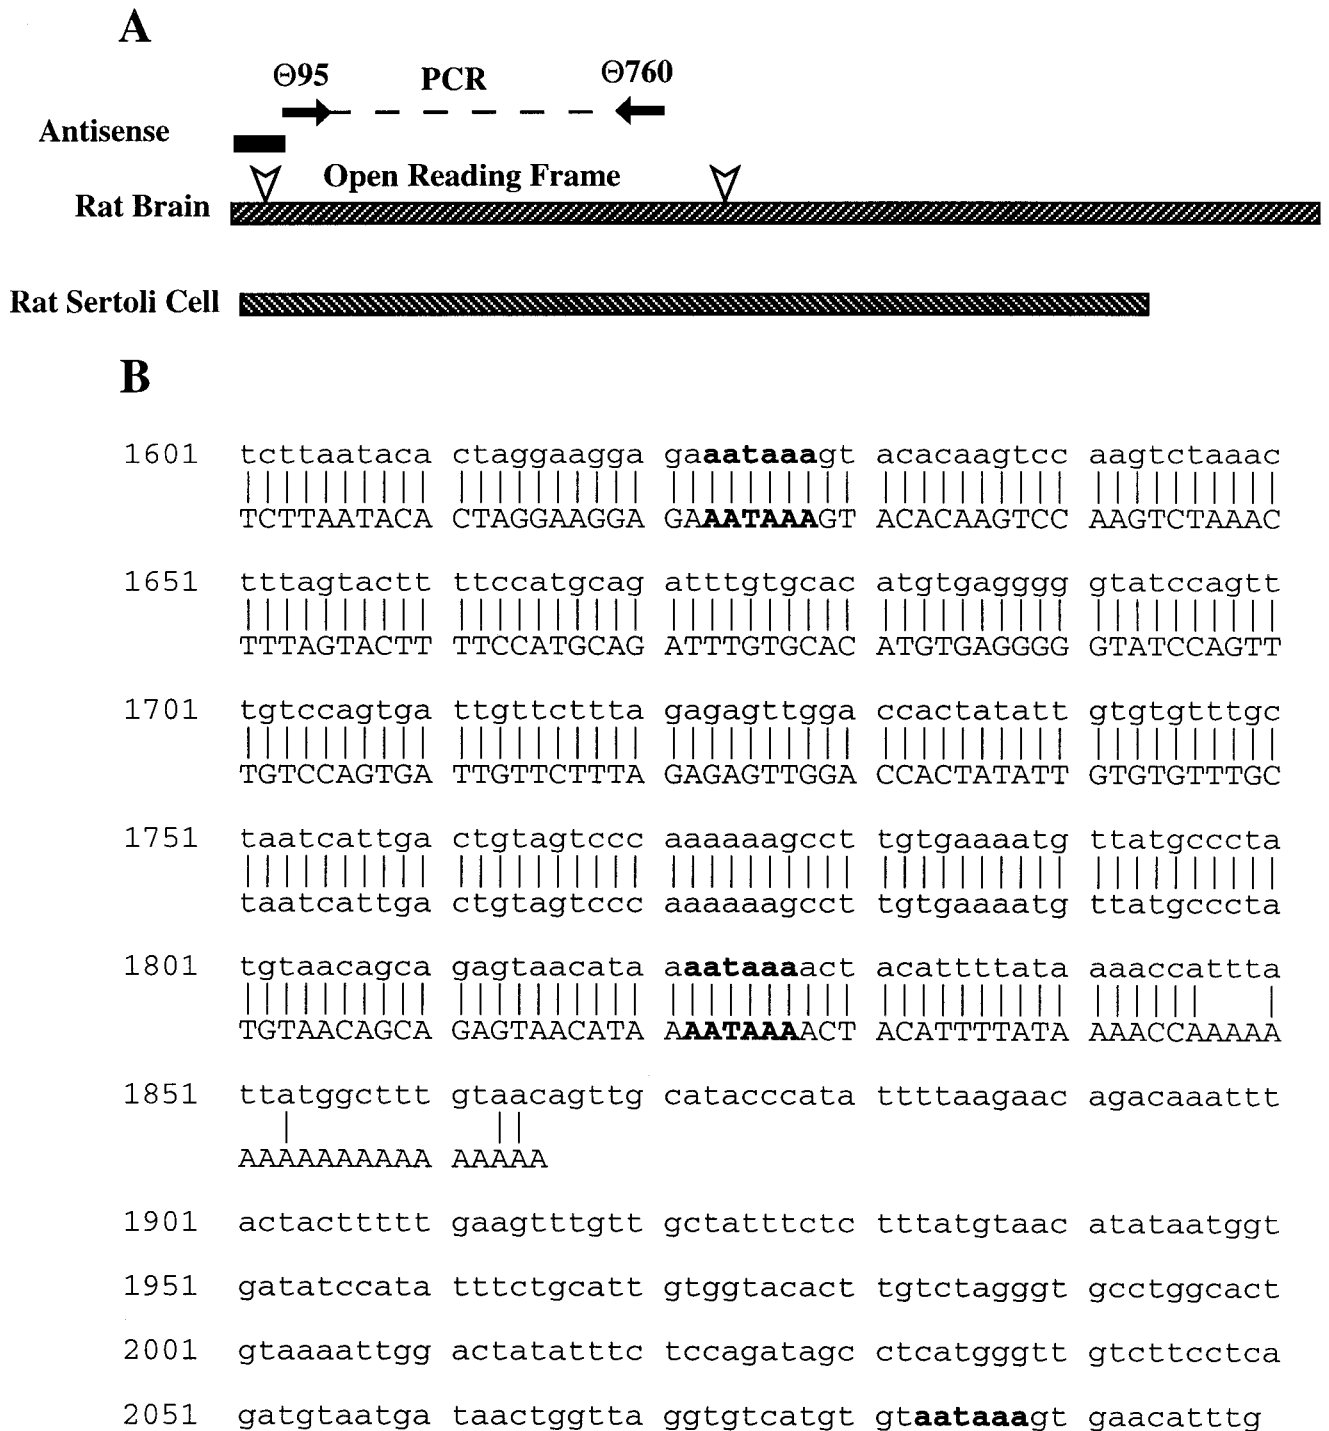 A
Θ95 PCR Θ760
Antisense
Open Reading Frame
Rat Brain
Rat Sertoli Cell
B
1601 tcttaataca ctaggaagga gaaataaagt acacaagtcc aagtctaaac
TCTTAATACA CTAGGAAGGA GAAATAAAGT ACACAAGTCC AAGTCTAAAC
1651 tttagtactt ttccatgcag atttgtgcac atgtgagggg gtatccagtt
TTTAGTACTT TTCCATGCAG ATTTGTGCAC ATGTGAGGGG GTATCCAGTT
1701 tgtccagtga ttgttcttta gagagttgga ccactatatt gtgtgtttgc
TGTCCAGTGA TTGTTCTTTA GAGAGTTGGA CCACTATATT GTGTGTTTGC
1751 taatcattga ctgtagtccc aaaaaagcct tgtgaaaatg ttatgcccta
taatcattga ctgtagtccc aaaaaagcct tgtgaaaatg ttatgcccta
1801 tgtaacagca gagtaacata aaataaaact acattttata aaaccattta
TGTAACAGCA GAGTAACATA AAATAAAACT ACATTTTATA AAACCAAAAA
1851 ttatggcttt gtaacagttg catacccata ttttaagaac agacaaattt
AAAAAAAAAA AAAAA
1901 actacttttt gaagtttgtt gctatttctc tttatgtaac atataatggt
1951 gatatccata tttctgcatt gtggtacact tgtctagggt gcctggcact
2001 gtaaaattgg actatatttc tccagatagc ctcatgggtt gtcttcctca
2051 gatgtaatga taactggtta ggtgtcatgt gtaataaagt gaacatttg